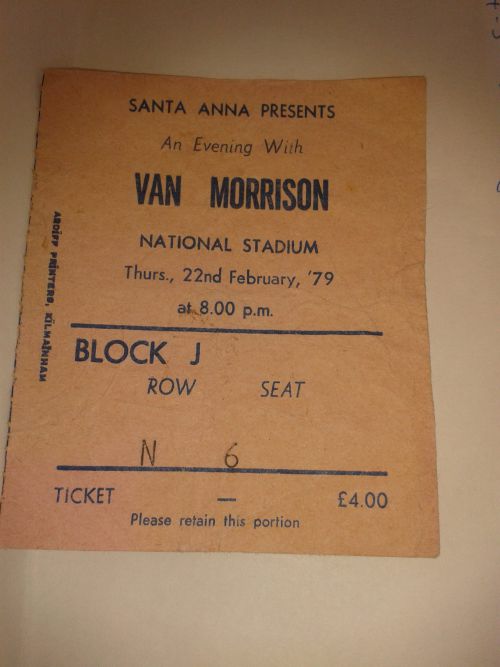 SANTA ANNA PRESENTS
An Evening With
VAN MORRISON
NATIONAL STADIUM
Thurs., 22nd February, '79
at 8.00 p.m.
BLOCK J
ROW SEAT
N 6
TICKET — £4.00
Please retain this portion
ARDIFF PRINTERS, KILMAINHAM